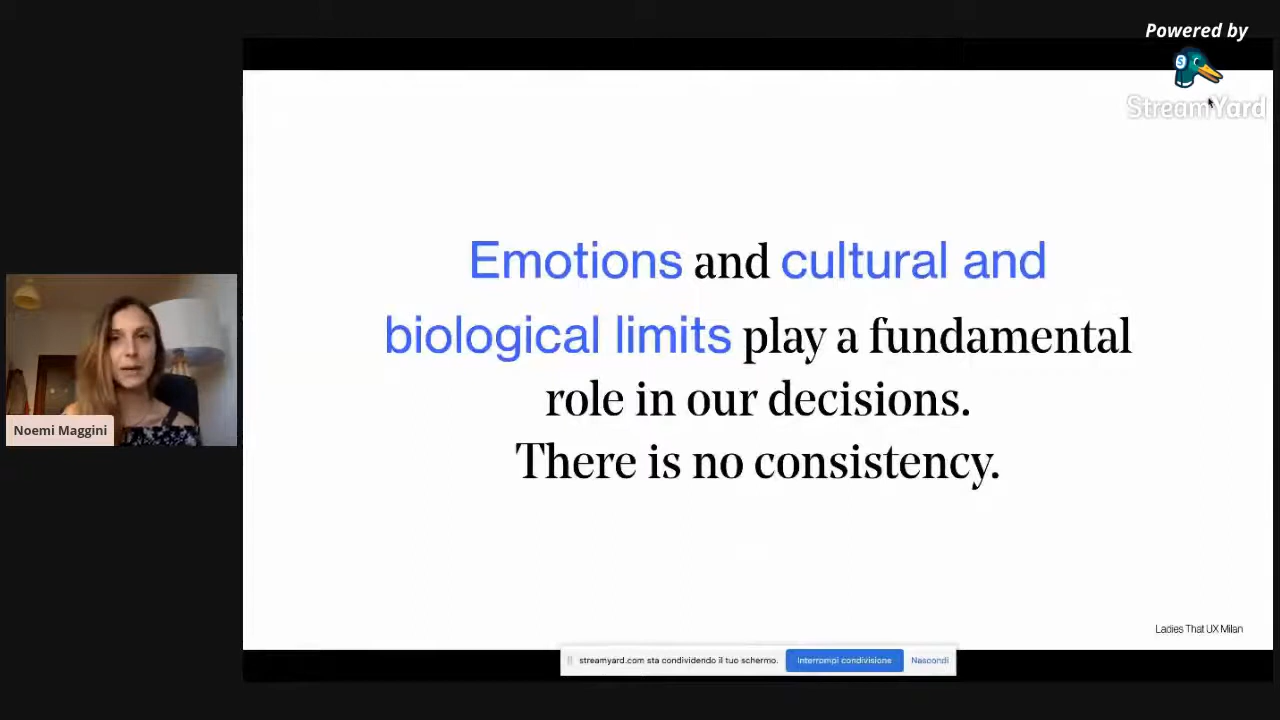 Powered by
StreamYard
Emotions and cultural and
biological limits play a fundamental
role in our decisions.
There is no consistency.
Noemi Maggini
Ladies That UX Milan
streamyard.com sta condividendo il tuo schermo. Interrompi condivisione Nascondi